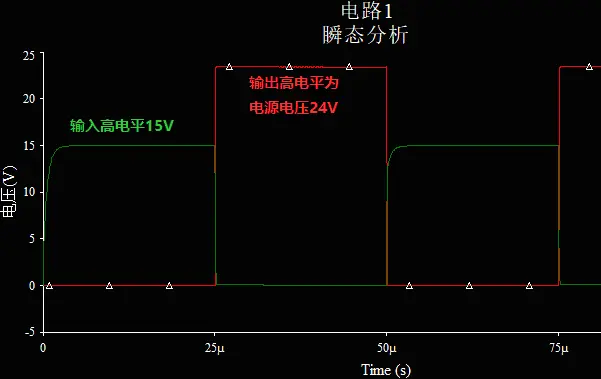 电路1
瞬态分析
25
20
15
10
5
0
-5
电压(V)
输入高电平15V
输出高电平为
电源电压24V
0
25μ
50μ
75μ
Time (s)